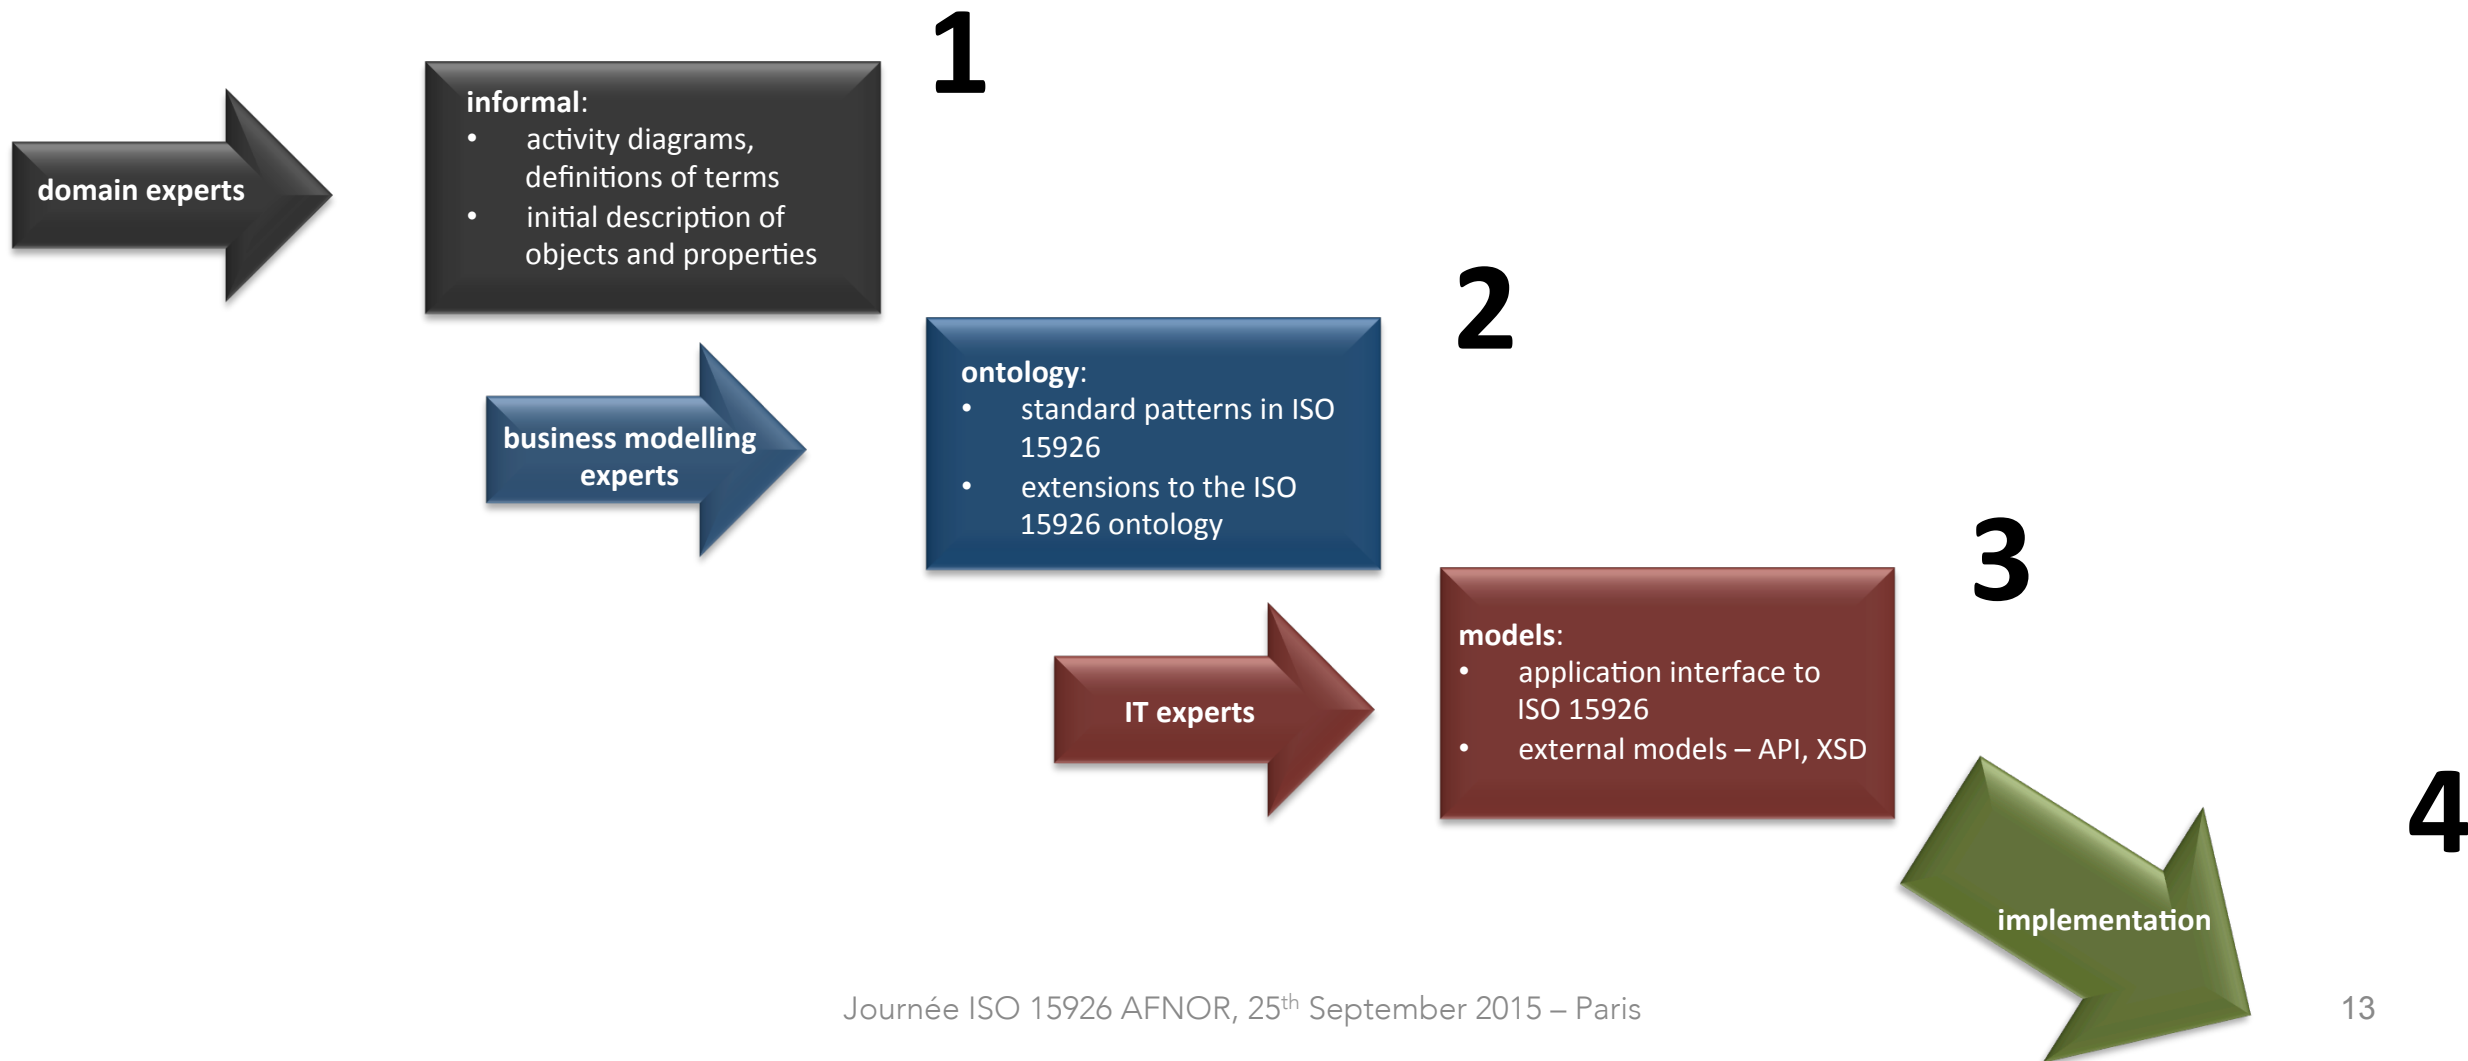 1
domain experts
informal:
• activity diagrams,
definitions of terms
• initial description of
objects and properties
2
business modelling
experts
ontology:
• standard patterns in ISO
15926
• extensions to the ISO
15926 ontology
3
IT experts
models:
• application interface to
ISO 15926
• external models – API, XSD
4
implementation
Journée ISO 15926 AFNOR, 25th September 2015 – Paris
13